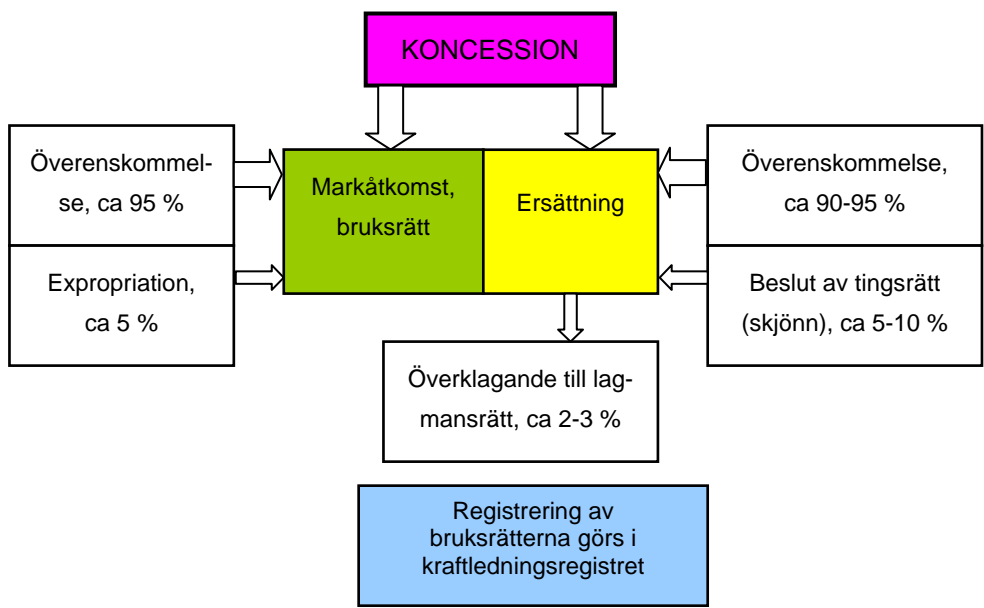 KONCESSION
Överenskommel-
se, ca 95 %
Expropriation,
ca 5 %
Markåtkomst,
bruksrätt
Ersättning
Överenskommelse,
ca 90-95 %
Beslut av tingsrätt
(skjönn), ca 5-10 %
Överklagande till lag-
mansrätt, ca 2-3 %
Registrering av
bruksrätterna görs i
kraftledningsregistret